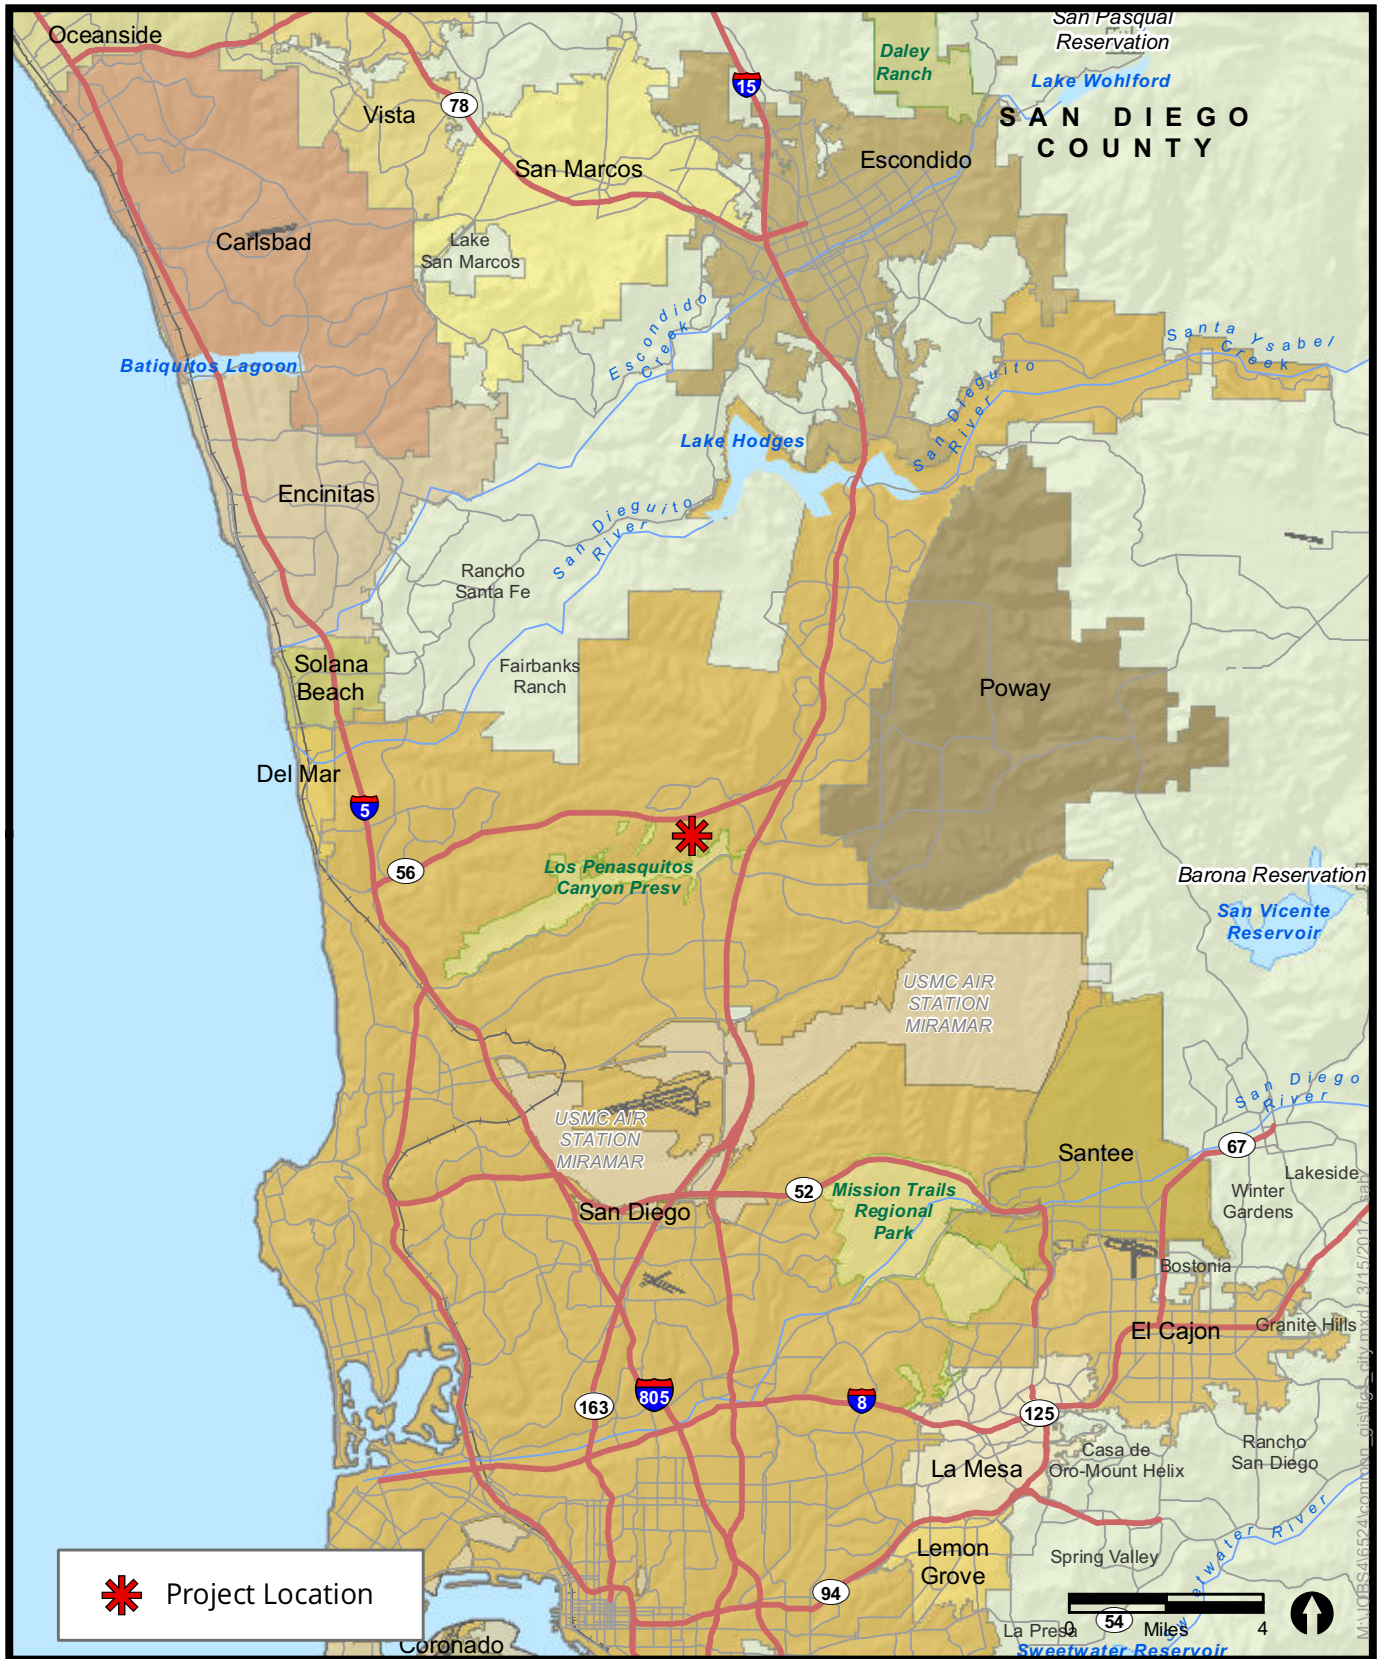 Oceanside
San Pasqual
Reservation
Daley
Ranch
Lake Wohlford
15
78
Vista
SAN DIEGO
COUNTY
Escondido
San Marcos
Carlsbad
Lake
San Marcos
Escondido
Creek
Santa Ysabel
Creek
Batiquitos Lagoon
San Dieguito
River
Lake Hodges
Encinitas
San Dieguito
River
Rancho
Santa Fe
Solana
Beach
Fairbanks
Ranch
Poway
Del Mar
5
56
Los Penasquitos
Canyon Presv
Barona Reservation
San Vicente
Reservoir
USMC AIR
STATION
MIRAMAR
San Diego
River
USMC AIR
STATION
MIRAMAR
67
Santee
Lakeside
52
Mission Trails
Regional
Park
Winter
Gardens
San Diego
Bostonia
El Cajon
Granite Hills
805
163
8
125
Casa de
Oro-Mount Helix
Rancho
San Diego
La Mesa
Lemon
Grove
Spring Valley
Project Location
94
0
Miles
4
54
La Presa
Sweetwater Reservoir
Coronado